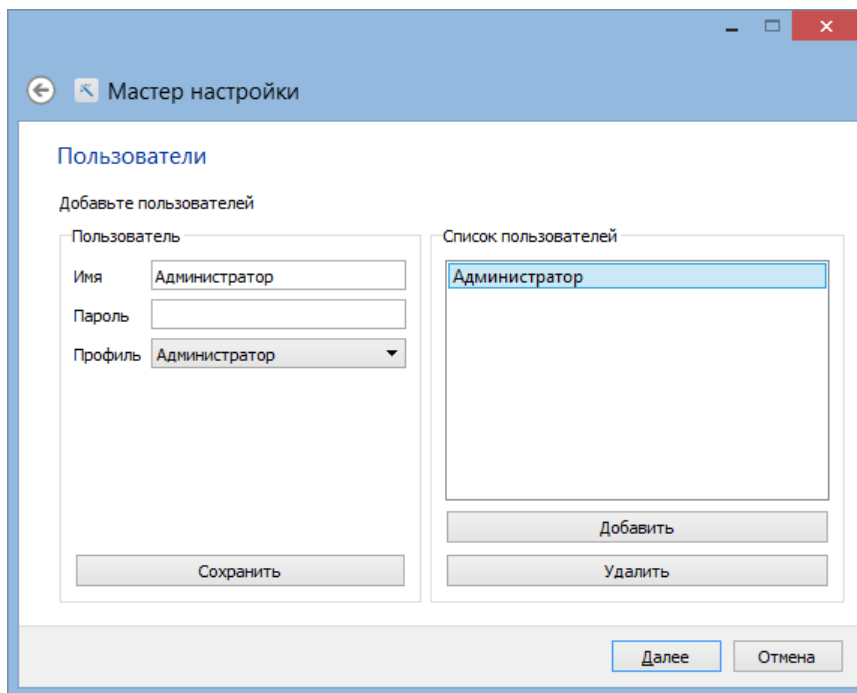 Мастер настройки
Пользователи
Добавьте пользователей
Пользователь
Имя Администратор
Пароль
Профиль Администратор
Сохранить
Список пользователей
Администратор
Добавить
Удалить
Далее Отмена